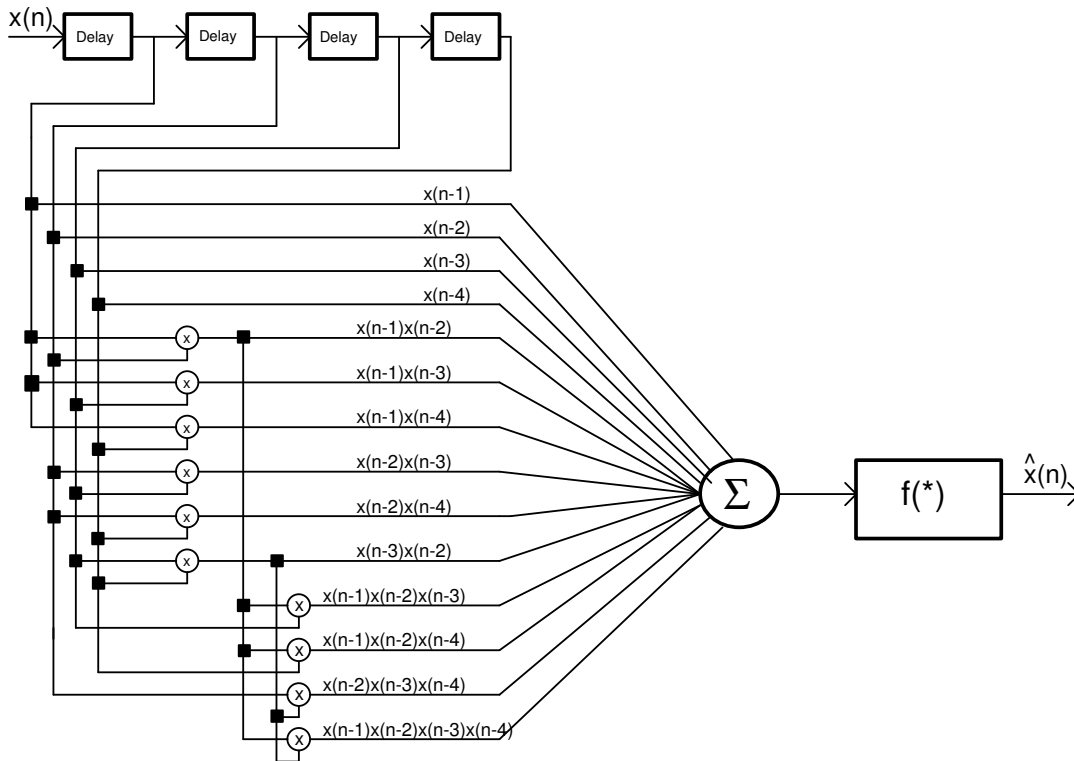 x(n)
Delay
Delay
Delay
Delay
x(n-1)
x(n-2)
x(n-3)
x(n-4)
x
x(n-1)x(n-2)
x
x(n-1)x(n-3)
x
x(n-1)x(n-4)
x
x(n-2)x(n-3)
x
x(n-2)x(n-4)
x
x(n-3)x(n-2)
x
x(n-1)x(n-2)x(n-3)
x
x(n-1)x(n-2)x(n-4)
x
x(n-2)x(n-3)x(n-4)
x
x(n-1)x(n-2)x(n-3)x(n-4)
Σ
f(*)
x̂(n)